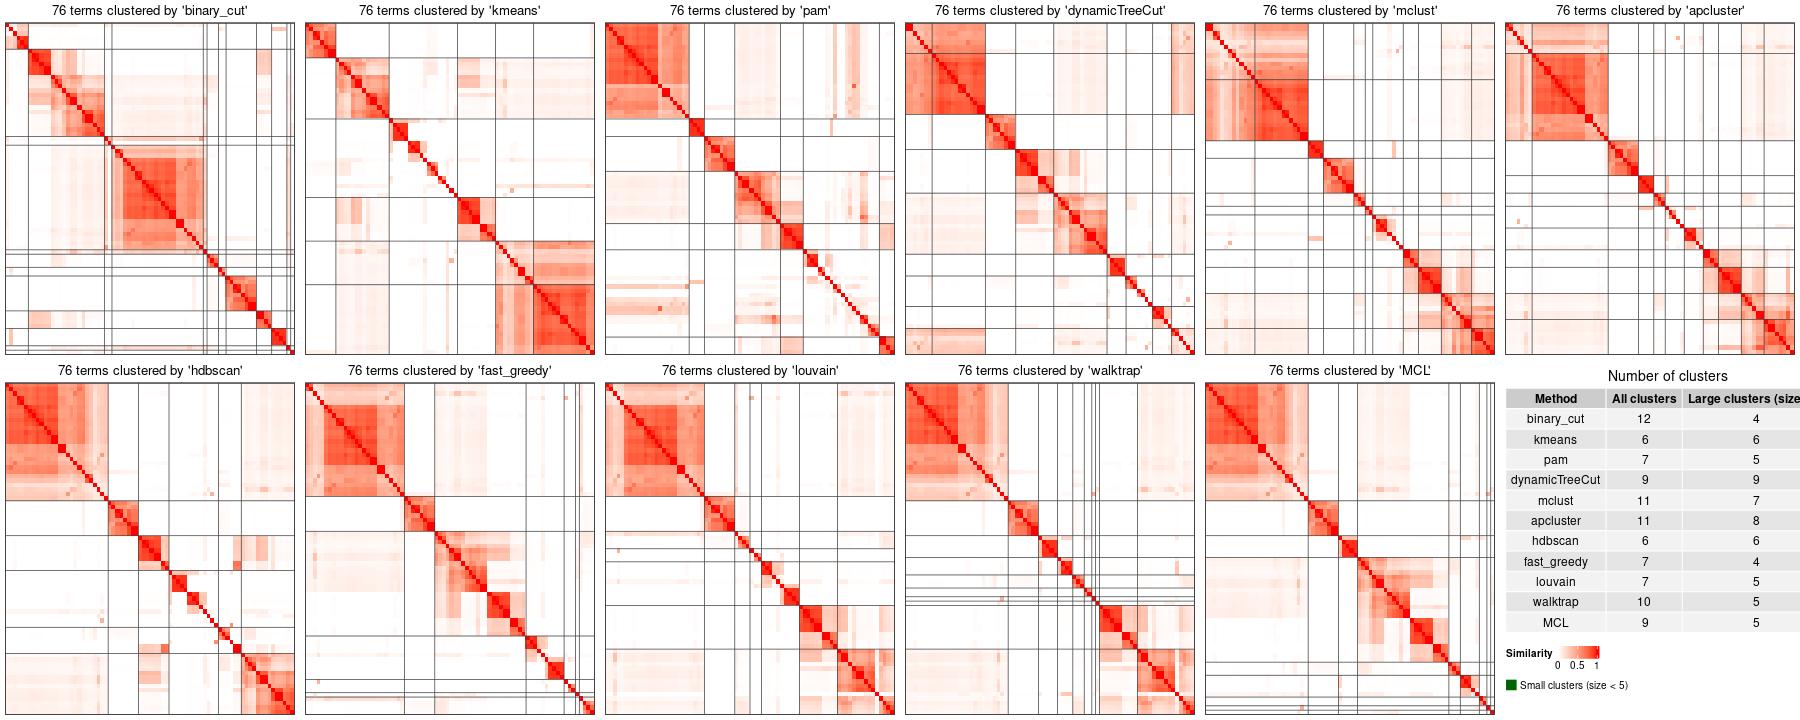 76 terms clustered by 'binary_cut'
76 terms clustered by 'kmeans'
76 terms clustered by 'pam'
76 terms clustered by 'dynamicTreeCut'
76 terms clustered by 'mclust'
76 terms clustered by 'apcluster'
76 terms clustered by 'hdbscan'
76 terms clustered by 'fast_greedy'
76 terms clustered by 'louvain'
76 terms clustered by 'walktrap'
76 terms clustered by 'MCL'
Number of clusters
Method All clusters Large clusters (size
binary_cut 12 4
kmeans 6 6
pam 7 5
dynamicTreeCut 9 9
mclust 11 7
apcluster 11 8
hdbscan 6 6
fast_greedy 7 4
louvain 7 5
walktrap 10 5
MCL 9 5
Similarity
0 0.5 1
Small clusters (size < 5)